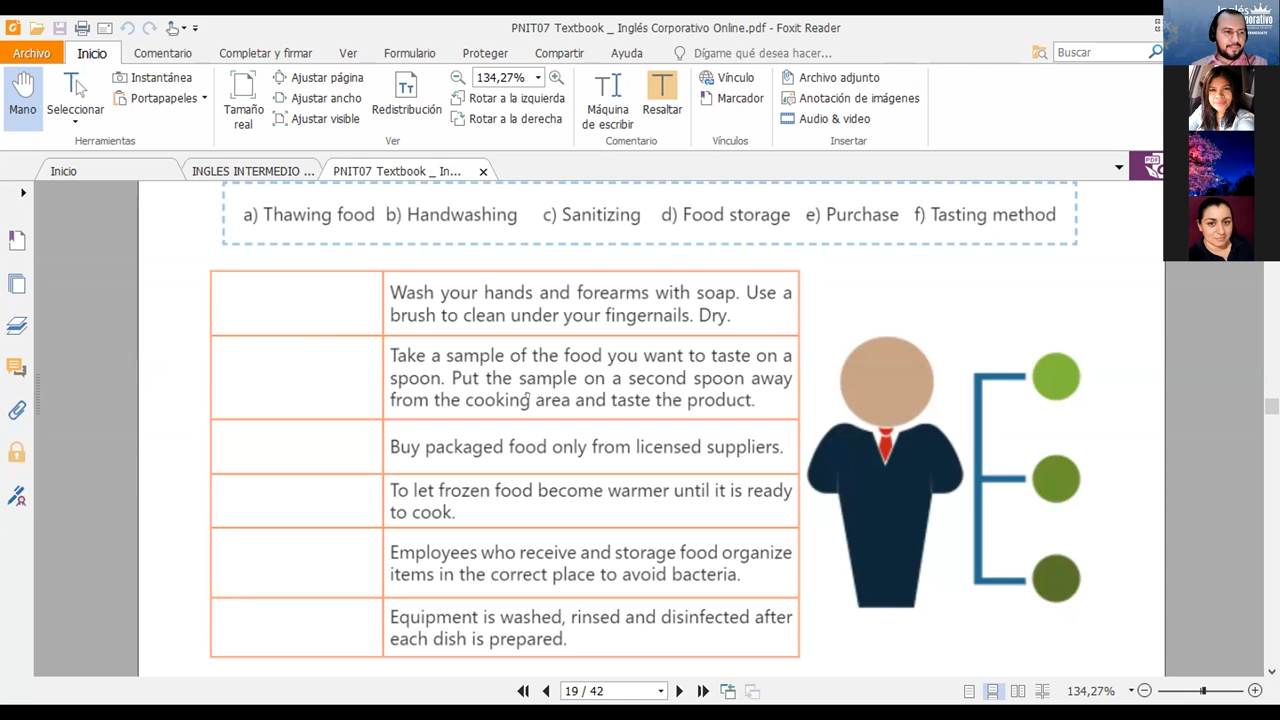 PNIT07 Textbook _ Inglés Corporativo Online.pdf - Foxit Reader
Archivo Inicio Comentario Completar y firmar Ver Formulario Proteger Compartir Ayuda Dígame qué desea hacer... Buscar
Mano
Seleccionar
Instantánea
Portapapeles
Herramientas
Tamaño real
Ajustar página
Ajustar ancho
Ajustar visible
134,27%
Rotar a la izquierda
Rotar a la derecha
Redistribución
Ver
Máquina de escribir
Resaltar
Comentario
Vínculo
Marcador
Vínculos
Archivo adjunto
Anotación de imágenes
Audio & video
Insertar
Inicio INGLES INTERMEDIO ... PNIT07 Textbook _ In...
a) Thawing food b) Handwashing c) Sanitizing d) Food storage e) Purchase f) Tasting method
Wash your hands and forearms with soap. Use a
brush to clean under your fingernails. Dry.
Take a sample of the food you want to taste on a
spoon. Put the sample on a second spoon away
from the cooking area and taste the product.
Buy packaged food only from licensed suppliers.
To let frozen food become warmer until it is ready
to cook.
Employees who receive and storage food organize
items in the correct place to avoid bacteria.
Equipment is washed, rinsed and disinfected after
each dish is prepared.
19 / 42
134,27%